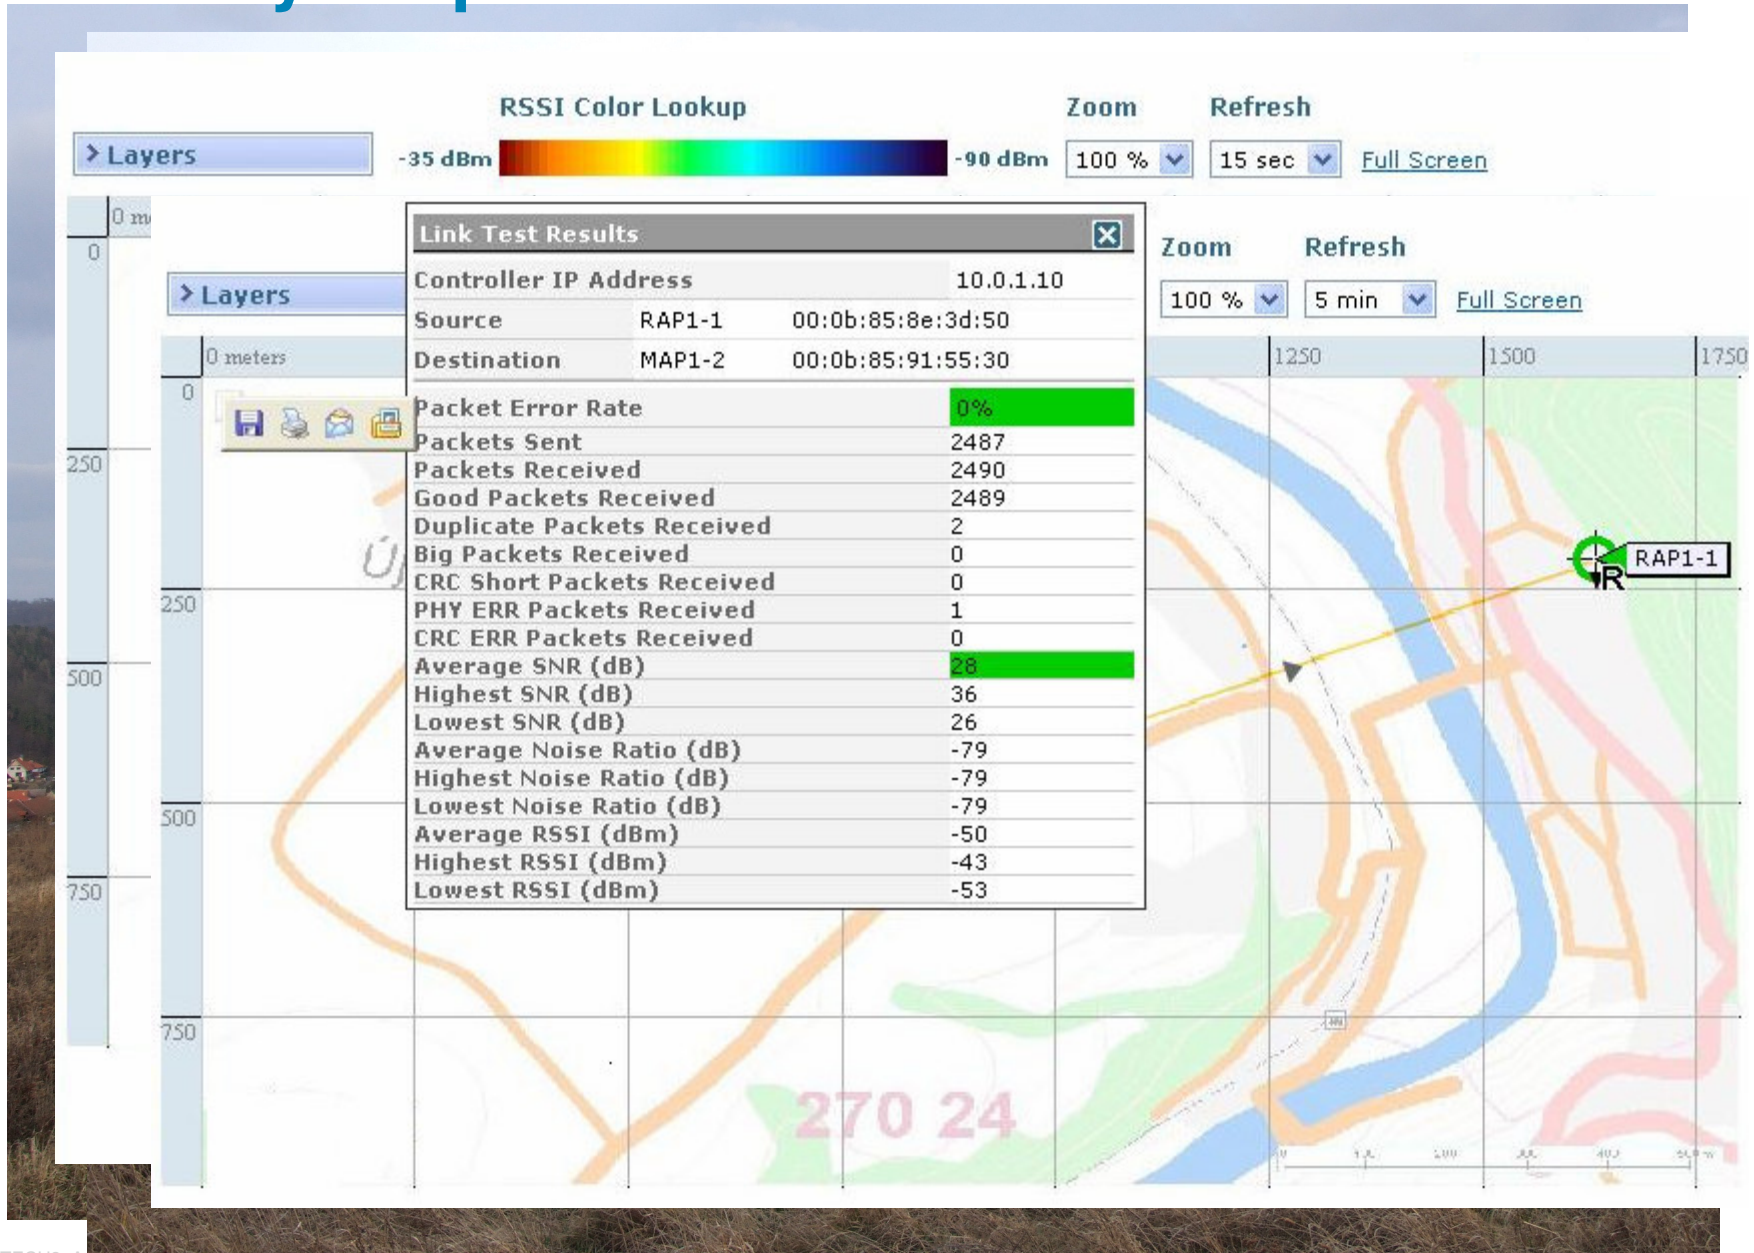 RSSI Color Lookup Zoom Refresh
> Layers -35 dBm -90 dBm 100 % 15 sec Full Screen
0
0
250
500
750
Zoom Refresh
> Layers 100 % 5 min Full Screen
0 meters 1250 1500 1750
0
250
500
750
Link Test Results
Controller IP Address 10.0.1.10
Source RAP1-1 00:0b:85:8e:3d:50
Destination MAP1-2 00:0b:85:91:55:30
Packet Error Rate 0%
Packets Sent 2487
Packets Received 2490
Good Packets Received 2489
Duplicate Packets Received 2
Big Packets Received 0
CRC Short Packets Received 0
PHY ERR Packets Received 1
CRC ERR Packets Received 0
Average SNR (dB) 28
Highest SNR (dB) 36
Lowest SNR (dB) 26
Average Noise Ratio (dB) -79
Highest Noise Ratio (dB) -79
Lowest Noise Ratio (dB) -79
Average RSSI (dBm) -50
Highest RSSI (dBm) -43
Lowest RSSI (dBm) -53
RAP1-1
R
270 24